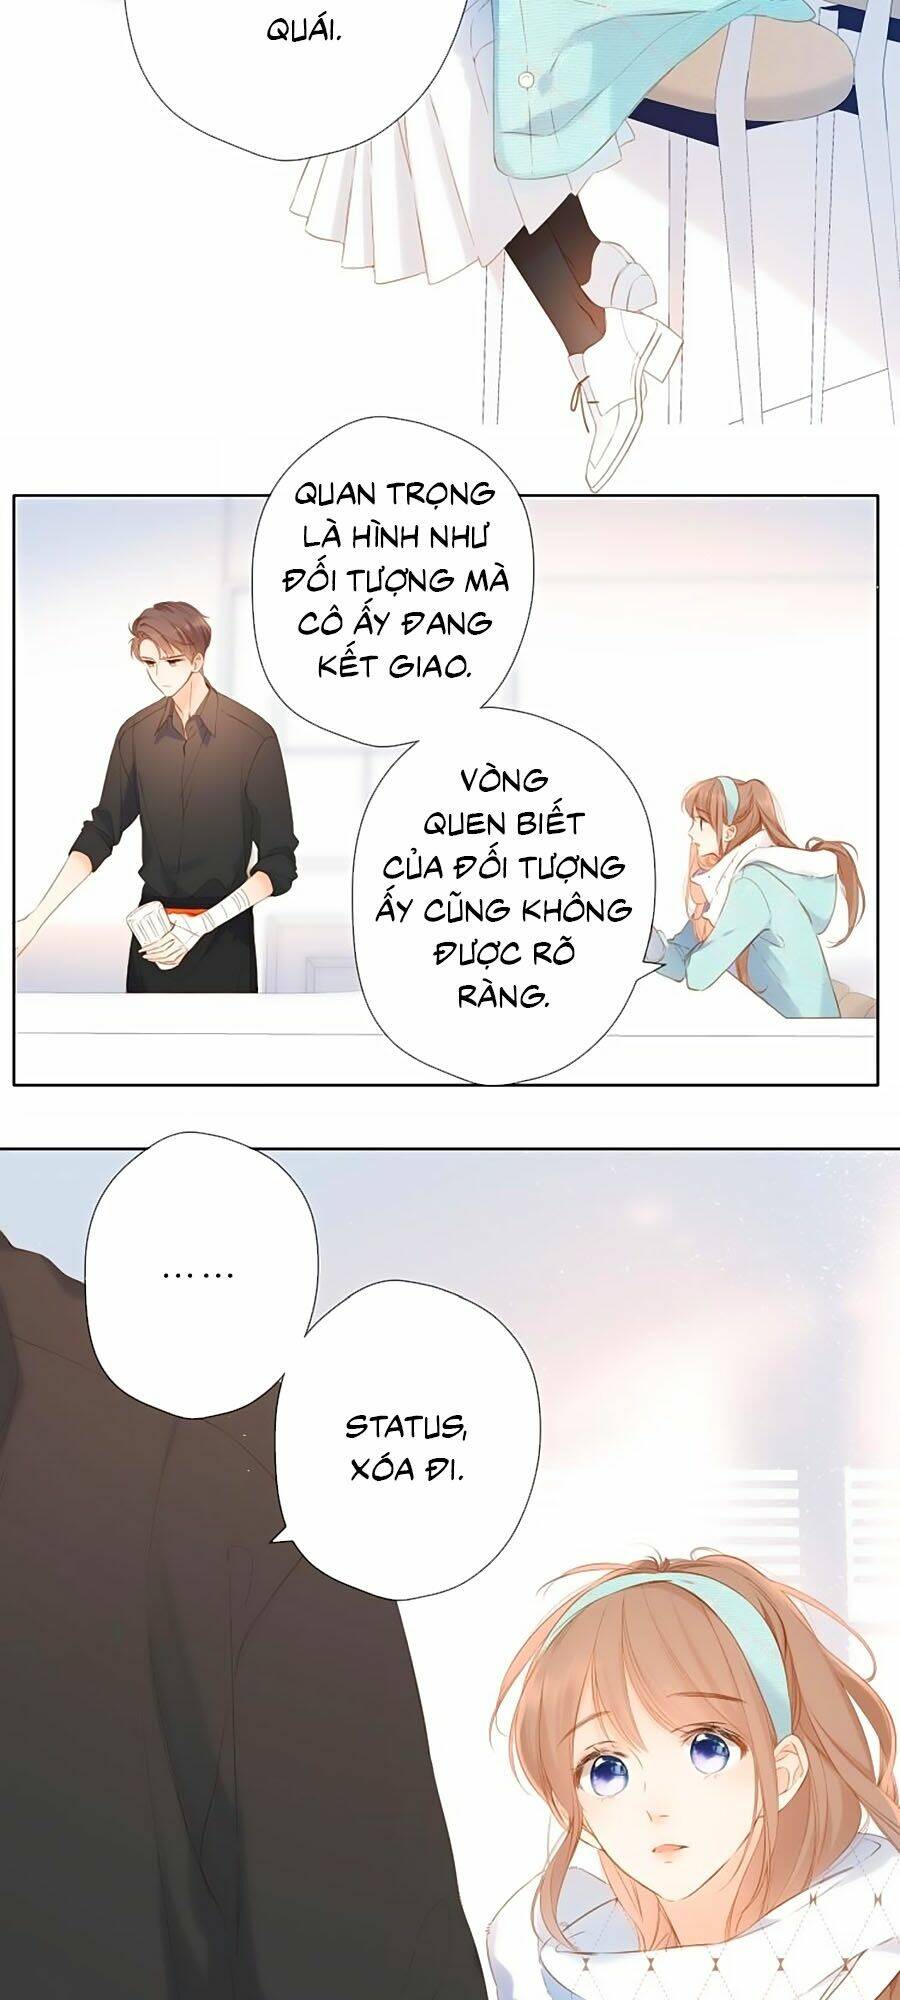 QUÁI.
QUAN TRỌNG
LÀ HÌNH NHƯ
ĐỐI TƯỢNG MÀ
CÔ ẤY ĐANG
KẾT GIAO.
VÒNG
QUEN BIẾT
CỦA ĐỐI TƯỢNG
ẤY CŨNG KHÔNG
ĐƯỢC RÕ
RÀNG.
......
STATUS,
XÓA ĐI.